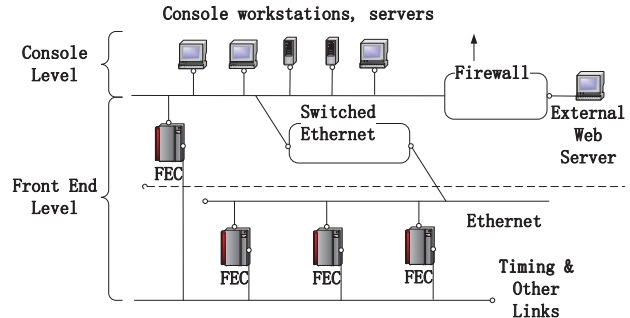 Console workstations, servers
Console
Level
Firewall
External
Web
Server
Switched
Ethernet
FEC
Front End
Level
Ethernet
FEC
FEC
FEC
Timing &
Other
Links